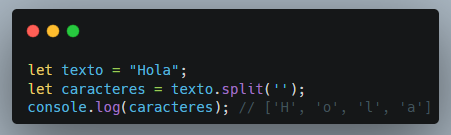 let texto = "Hola";
let caracteres = texto.split('');
console.log(caracteres); // ['H', 'o', 'l', 'a']